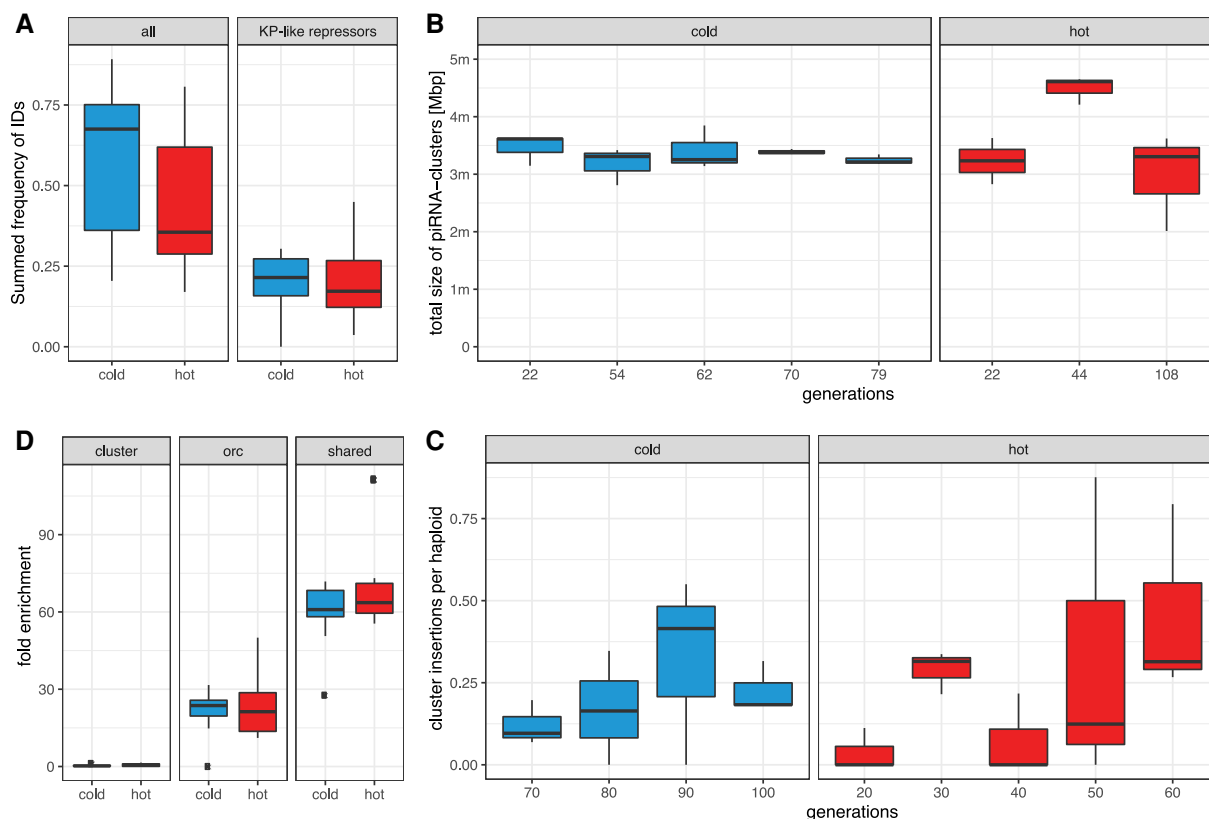 A
all
KP-like repressors
Summed frequency of IDs
0.75
0.50
0.25
0.00
cold
hot
cold
hot
B
cold
hot
total size of piRNA-clusters [Mbp]
5m
4m
3m
2m
1m
0
22
54
62
70
79
22
44
108
generations
D
cluster
orc
shared
fold enrichment
90
60
30
0
cold
hot
cold
hot
cold
hot
C
cold
hot
cluster insertions per haploid
0.75
0.50
0.25
0.00
70
80
90
100
20
30
40
50
60
generations